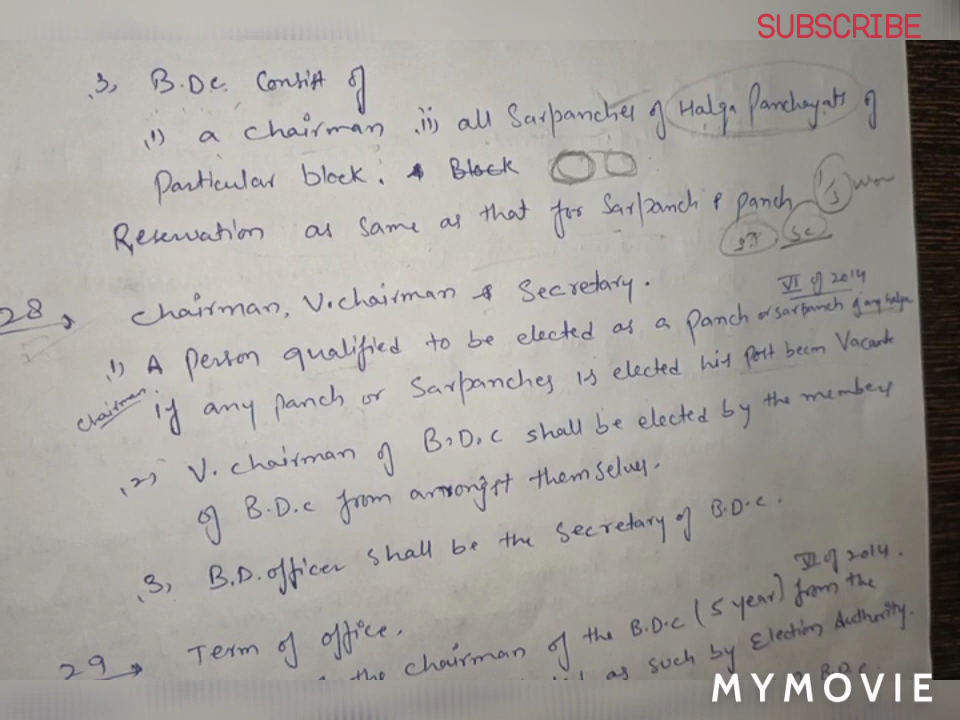 SUBSCRIBE
3, B.D.C. Consist of
(i) a Chairman (ii) all Sarpanches of Halqa Panchayats of
Particular block. & Block
Reservation as same as that for Sarpanch & Panch 1/3 Wom
ST SC
28 → Chairman, V.chairman & Secretary.
VI of 2014
(1) A Person qualified to be elected as a Panch or sarpanch of any halqa
Chairman.
if any Panch or Sarpanches is elected his Post becom Vacante
(2) V. chairman of B.D.C shall be elected by the members
of B.D.C from amongst themselves.
(3, B.D. officer shall be the secretary of B.D.C.
VI of 2014.
29 → Term of office.
the chairman of the B.D.C (5 year) from the
as such by Election Authority.
B.D.C.
MYMOVIE